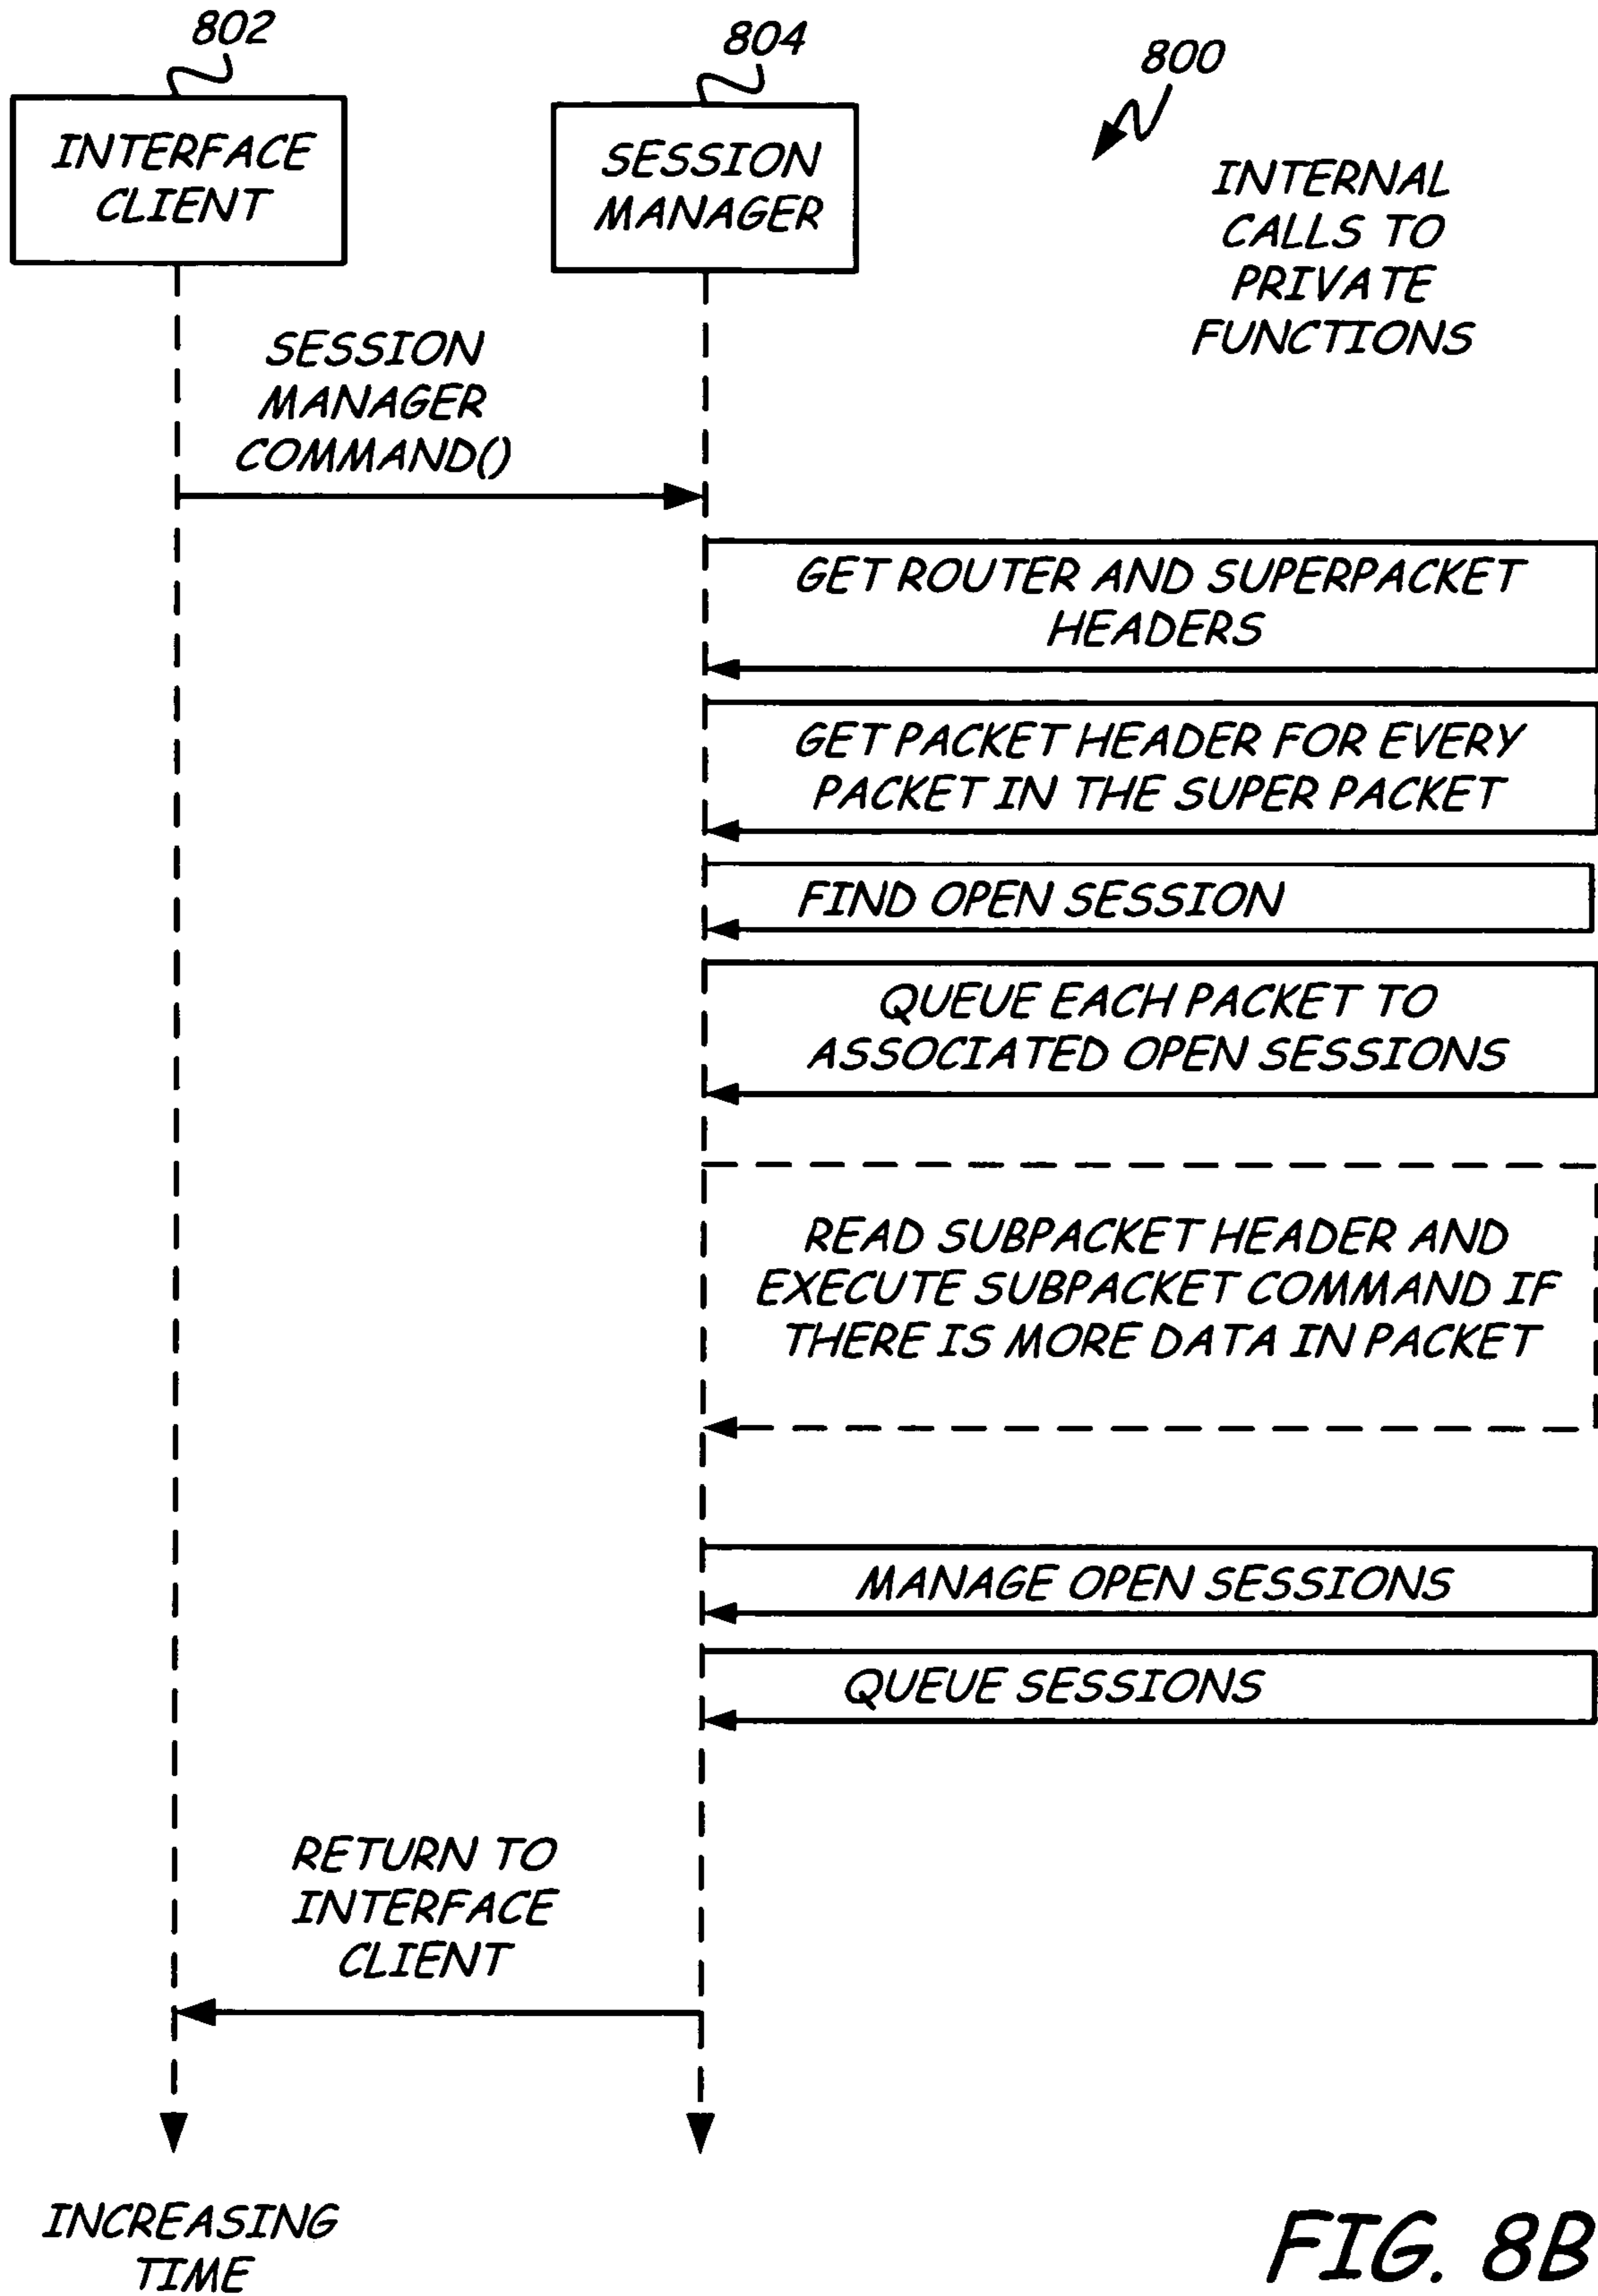 802
804
800
INTERFACE
CLIENT
SESSION
MANAGER
INTERNAL
CALLS TO
PRIVATE
FUNCTIONS
SESSION
MANAGER
COMMAND()
GET ROUTER AND SUPERPACKET
HEADERS
GET PACKET HEADER FOR EVERY
PACKET IN THE SUPER PACKET
FIND OPEN SESSION
QUEUE EACH PACKET TO
ASSOCIATED OPEN SESSIONS
READ SUBPACKET HEADER AND
EXECUTE SUBPACKET COMMAND IF
THERE IS MORE DATA IN PACKET
MANAGE OPEN SESSIONS
QUEUE SESSIONS
RETURN TO
INTERFACE
CLIENT
INCREASING
TIME
FIG. 8B